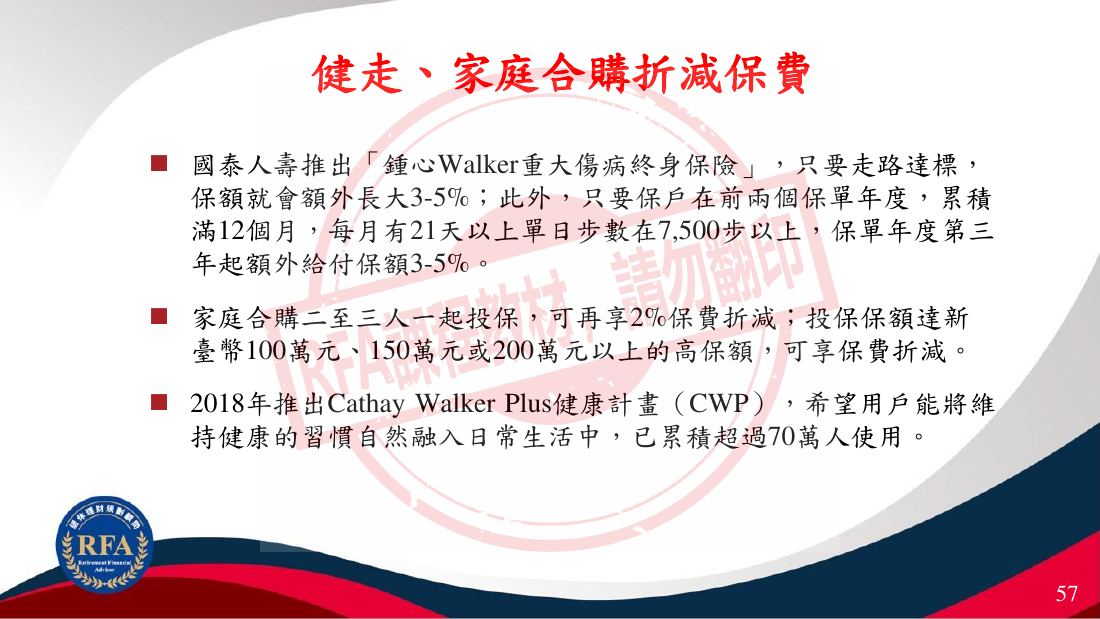 健走、家庭合購折減保費
國泰人壽推出「鍾心Walker重大傷病終身保險」，只要走路達標，
保額就會額外長大3-5%；此外，只要保戶在前兩個保單年度，累積
滿12個月，每月有21天以上單日步數在7,500步以上，保單年度第三
年起額外給付保額3-5%。
家庭合購二至三人一起投保，可再享2%保費折減；投保保額達新
臺幣100萬元、150萬元或200萬元以上的高保額，可享保費折減。
2018年推出Cathay Walker Plus健康計畫（CWP），希望用戶能將維
持健康的習慣自然融入日常生活中，已累積超過70萬人使用。
RFA課程教材，請勿翻印
退休理財規劃顧問
RFA
Retirement Financial
Advisor
57